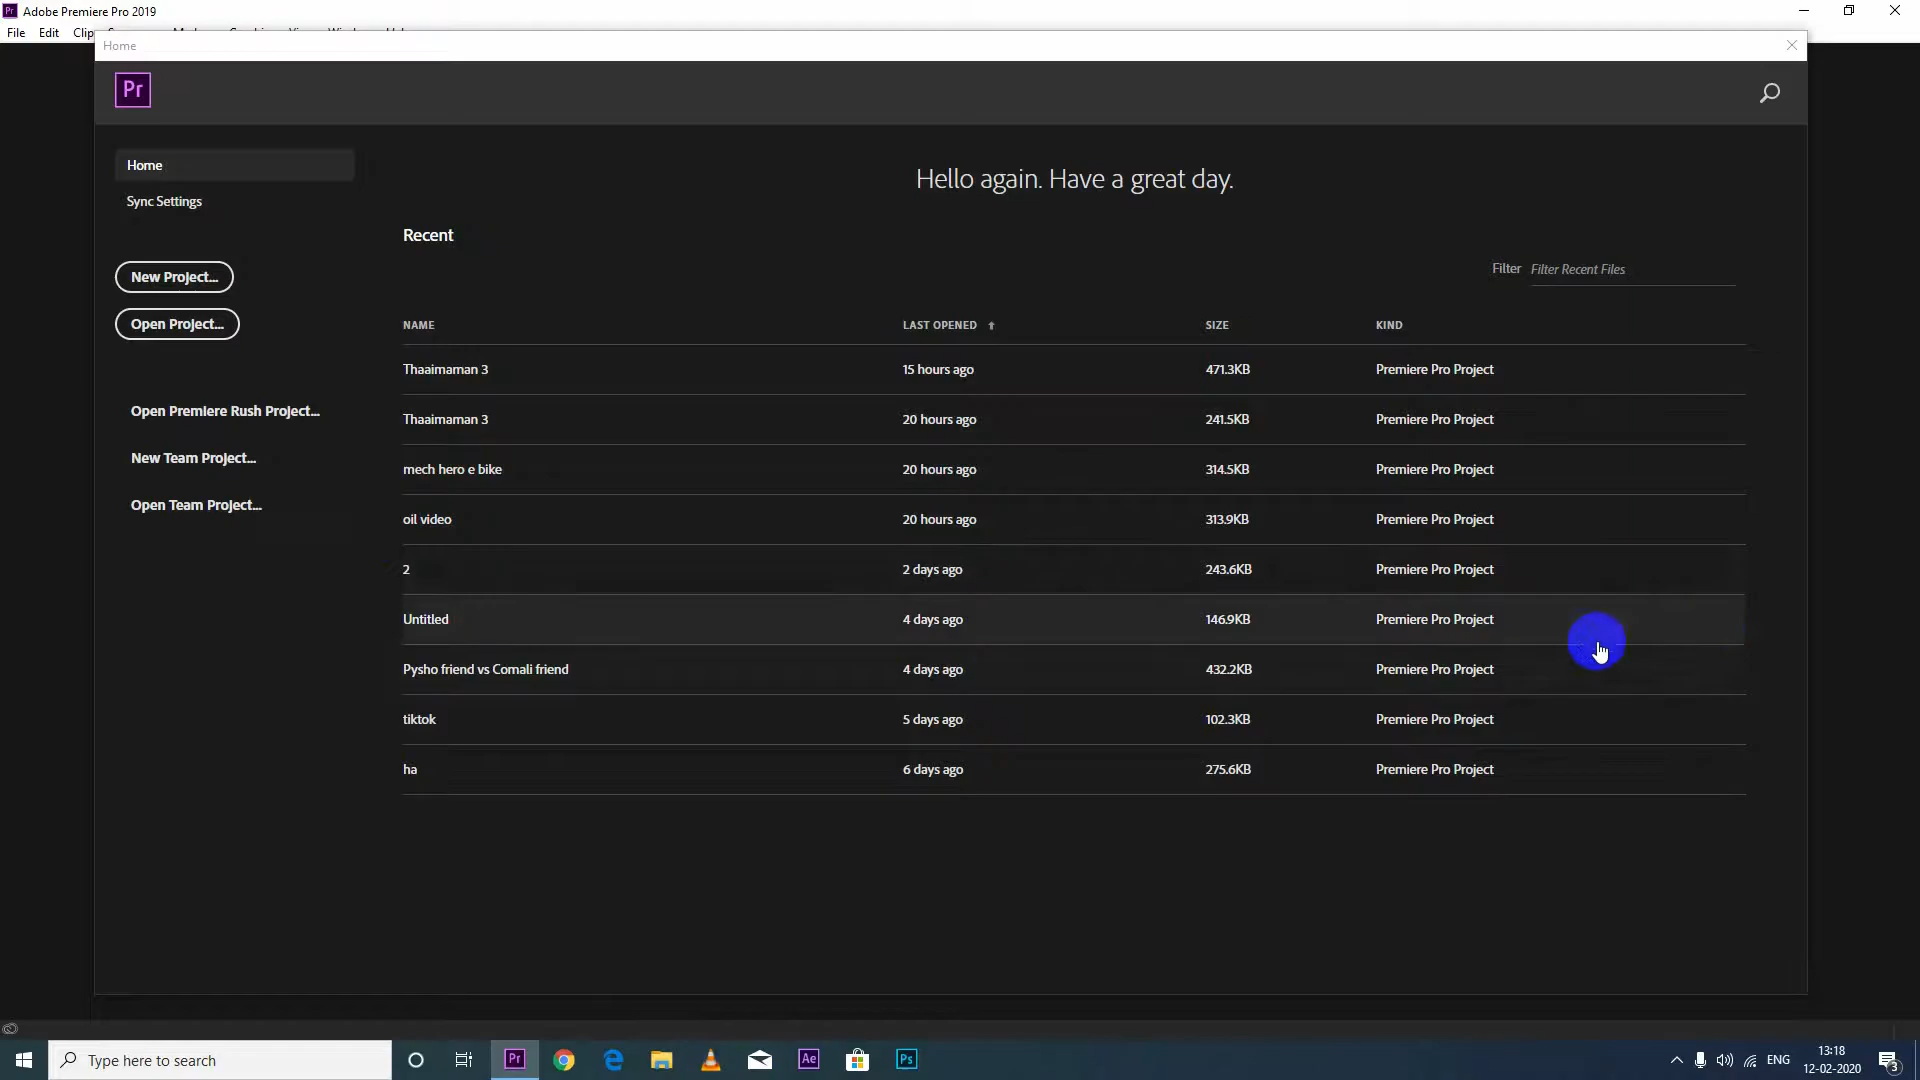 Pr Adobe Premiere Pro 2019
File Edit Clip
Home
Pr
Home
Sync Settings
Hello again. Have a great day.
Recent
New Project...
Filter Filter Recent Files
Open Project...
NAME LAST OPENED SIZE KIND
Thaaimaman 3 15 hours ago 471.3KB Premiere Pro Project
Open Premiere Rush Project...
Thaaimaman 3 20 hours ago 241.5KB Premiere Pro Project
New Team Project...
mech hero e bike 20 hours ago 314.5KB Premiere Pro Project
Open Team Project...
oil video 20 hours ago 313.9KB Premiere Pro Project
2 2 days ago 243.6KB Premiere Pro Project
Untitled 4 days ago 146.9KB Premiere Pro Project
Pysho friend vs Comali friend 4 days ago 432.2KB Premiere Pro Project
tiktok 5 days ago 102.3KB Premiere Pro Project
ha 6 days ago 275.6KB Premiere Pro Project
Type here to search Pr Ae Ps ENG 13:18
12-02-2020 3